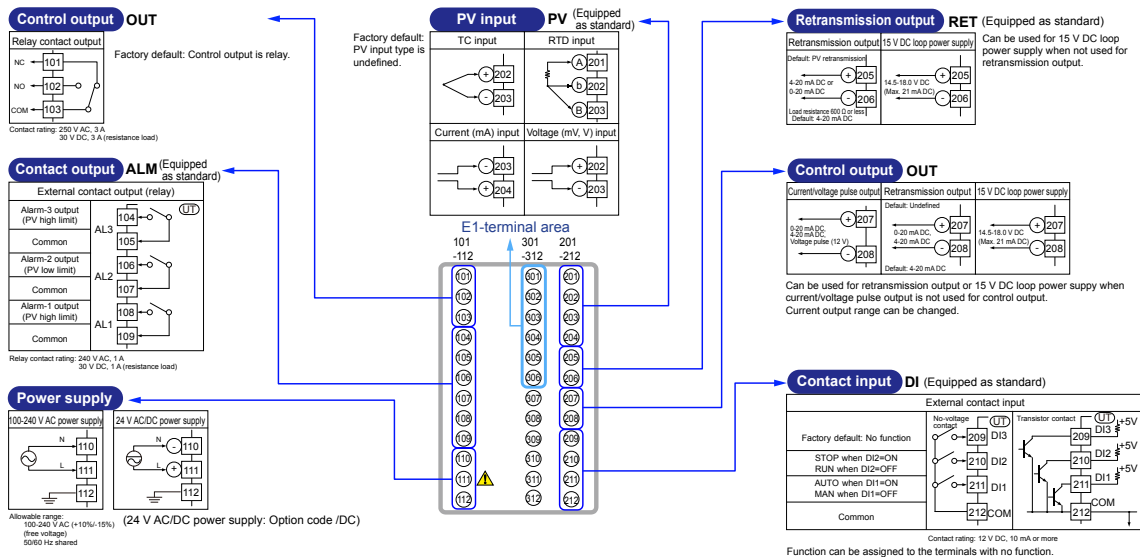 Control output OUT
Relay contact output
NC 101
NO 102
COM 103
Factory default: Control output is relay.
Contact rating: 250 V AC, 3 A
30 V DC, 3 A (resistance load)
Contact output ALM (Equipped
as standard)
External contact output (relay)
UT
Alarm-3 output
(PV high limit)
104
AL3
Common
105
Alarm-2 output
(PV low limit)
106
AL2
Common
107
Alarm-1 output
(PV high limit)
108
AL1
Common
109
Relay contact rating: 240 V AC, 1 A
30 V DC, 1 A (resistance load)
Power supply
100-240 V AC power supply
N 110
L 111
112
24 V AC/DC power supply
N - 110
L + 111
112
Allowable range:
100-240 V AC (+10%/-15%)
(free voltage)
50/60 Hz shared
(24 V AC/DC power supply: Option code /DC)
PV input PV (Equipped
as standard)
Factory default:
PV input type is
undefined.
TC input
+ 202
- 203
RTD input
A 201
b 202
B 203
Current (mA) input
- 203
+ 204
Voltage (mV, V) input
+ 202
- 203
E1-terminal area
101 301 201
-112 -312 -212
101 301 201
102 302 202
103 303 203
104 304 204
105 305 205
106 306 206
107 307 207
108 308 208
109 309 209
110 310 210
111 311 211
112 312 212
Retransmission output RET (Equipped as standard)
Retransmission output
Default: PV retransmission
+ 205
4-20 mA DC or
0-20 mA DC
- 206
Load resistance 600 Ω or less
Default: 4-20 mA DC
15 V DC loop power supply
+ 205
14.5-18.0 V DC
(Max. 21 mA DC)
- 206
Can be used for 15 V DC loop
power supply when not used for
retransmission output.
Control output OUT
Current/voltage pulse output
+ 207
0-20 mA DC,
4-20 mA DC,
Voltage pulse (12 V)
- 208
Retransmission output
Default: Undefined
+ 207
0-20 mA DC,
4-20 mA DC
- 208
Default: 4-20 mA DC
15 V DC loop power supply
+ 207
14.5-18.0 V DC
(Max. 21 mA DC)
- 208
Can be used for retransmission output or 15 V DC loop power suppy when
current/voltage pulse output is not used for control output.
Current output range can be changed.
Contact input DI (Equipped as standard)
External contact input
Factory default: No function
STOP when DI2=ON
RUN when DI2=OFF
AUTO when DI1=ON
MAN when DI1=OFF
Common
No-voltage
contact
UT
209 DI3
210 DI2
211 DI1
212 COM
Transistor contact
UT
+5V
DI3
209
+5V
DI2
210
+5V
DI1
211
COM
212
Contact rating: 12 V DC, 10 mA or more
Function can be assigned to the terminals with no function.